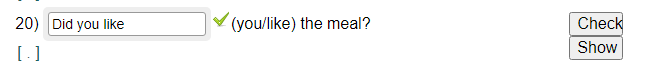 20) Did you like (you/like) the meal? Check
[ . ] Show